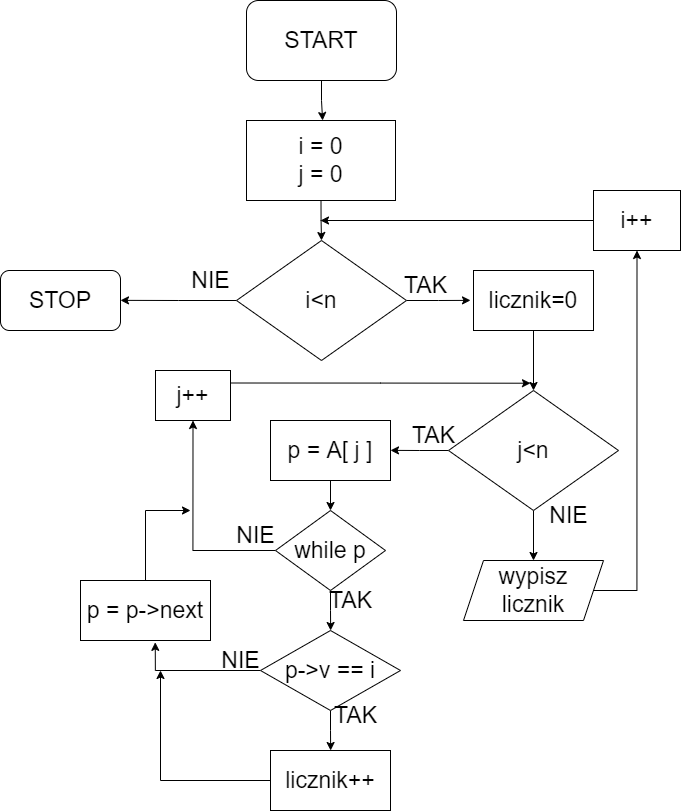 START
i = 0
j = 0
i++
NIE
TAK
STOP
i<n
licznik=0
j++
TAK
p = A[ j ]
j<n
NIE
NIE
while p
wypisz
licznik
TAK
p = p->next
NIE
p->v == i
TAK
licznik++